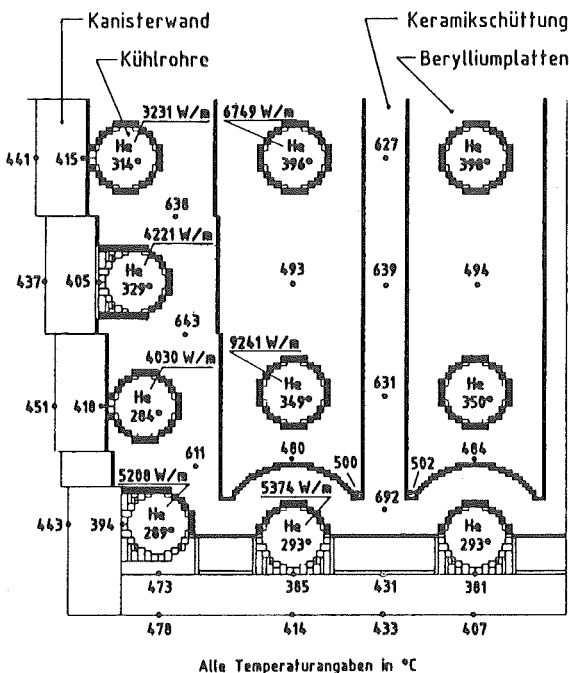 Kanisterwand
Keramikschüttung
Kühlrohre
Berylliumplatten
3231 W/m
6749 W/m
441
415
He
314°
He
396°
627
He
398°
638
4221 W/m
437
405
He
329°
493
639
494
643
9241 W/m
4030 W/m
451
418
He
284°
He
349°
631
He
350°
611
480
500
502
484
5208 W/m
5374 W/m
692
443
394
He
289°
He
293°
He
293°
473
385
431
381
478
414
433
407
Alle Temperaturangaben in °C